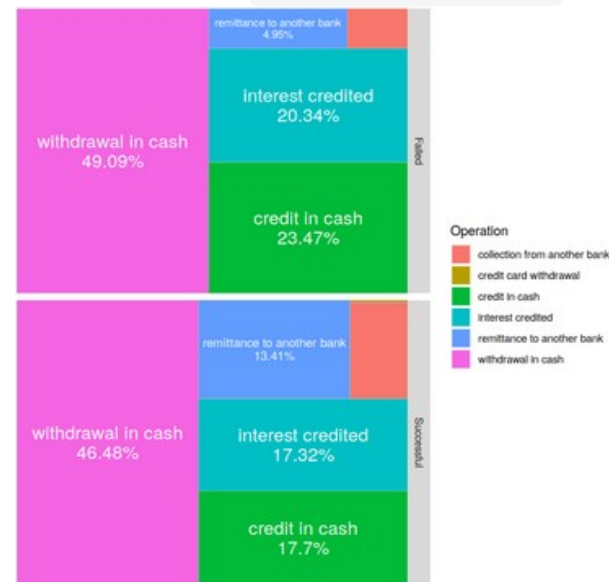 remittance to another bank
4.95%
withdrawal in cash
49.09%
interest credited
20.34%
credit in cash
23.47%
Failed
remittance to another bank
13.41%
withdrawal in cash
46.48%
interest credited
17.32%
credit in cash
17.7%
Successful
Operation
collection from another bank
credit card withdrawal
credit in cash
interest credited
remittance to another bank
withdrawal in cash